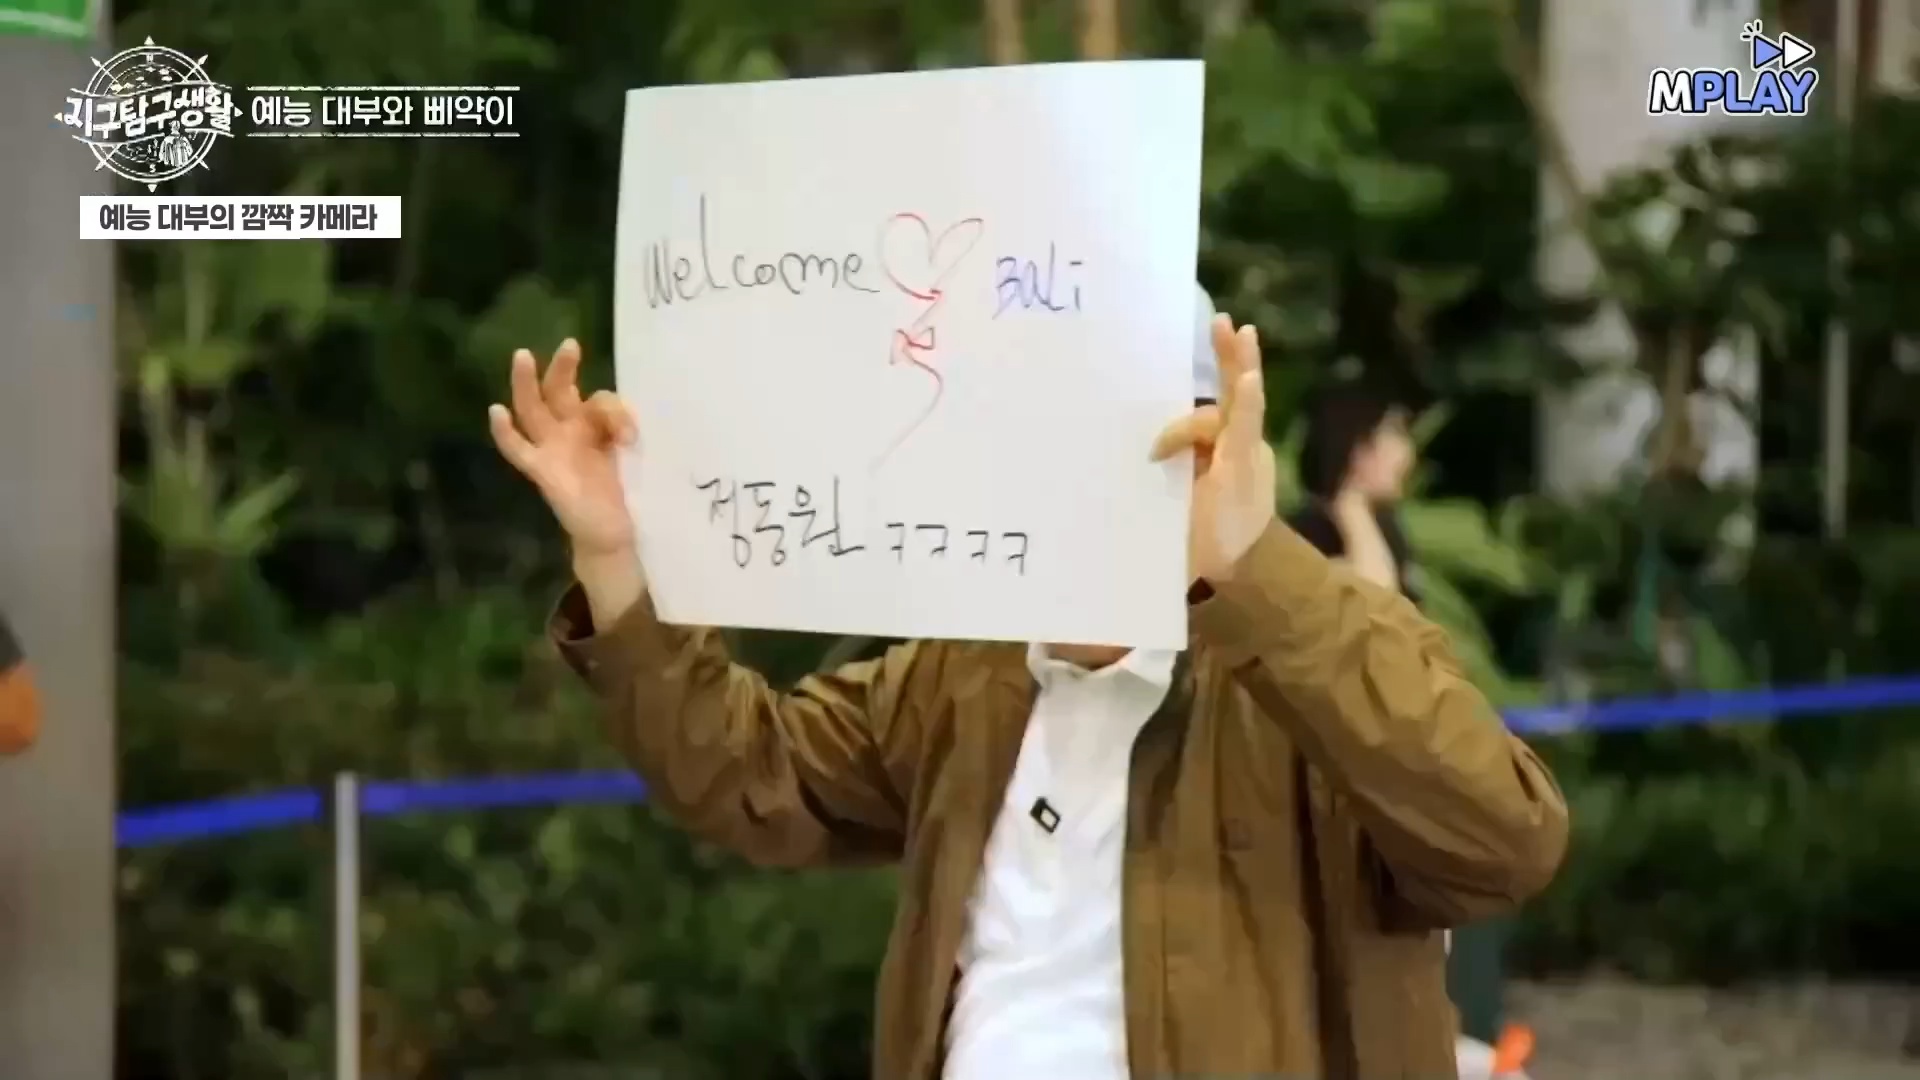 지구탐구생활
예능 대부와 삐약이
MPLAY
예능 대부의 깜짝 카메라
Welcome Bali
정동원 ㅋㅋㅋㅋ